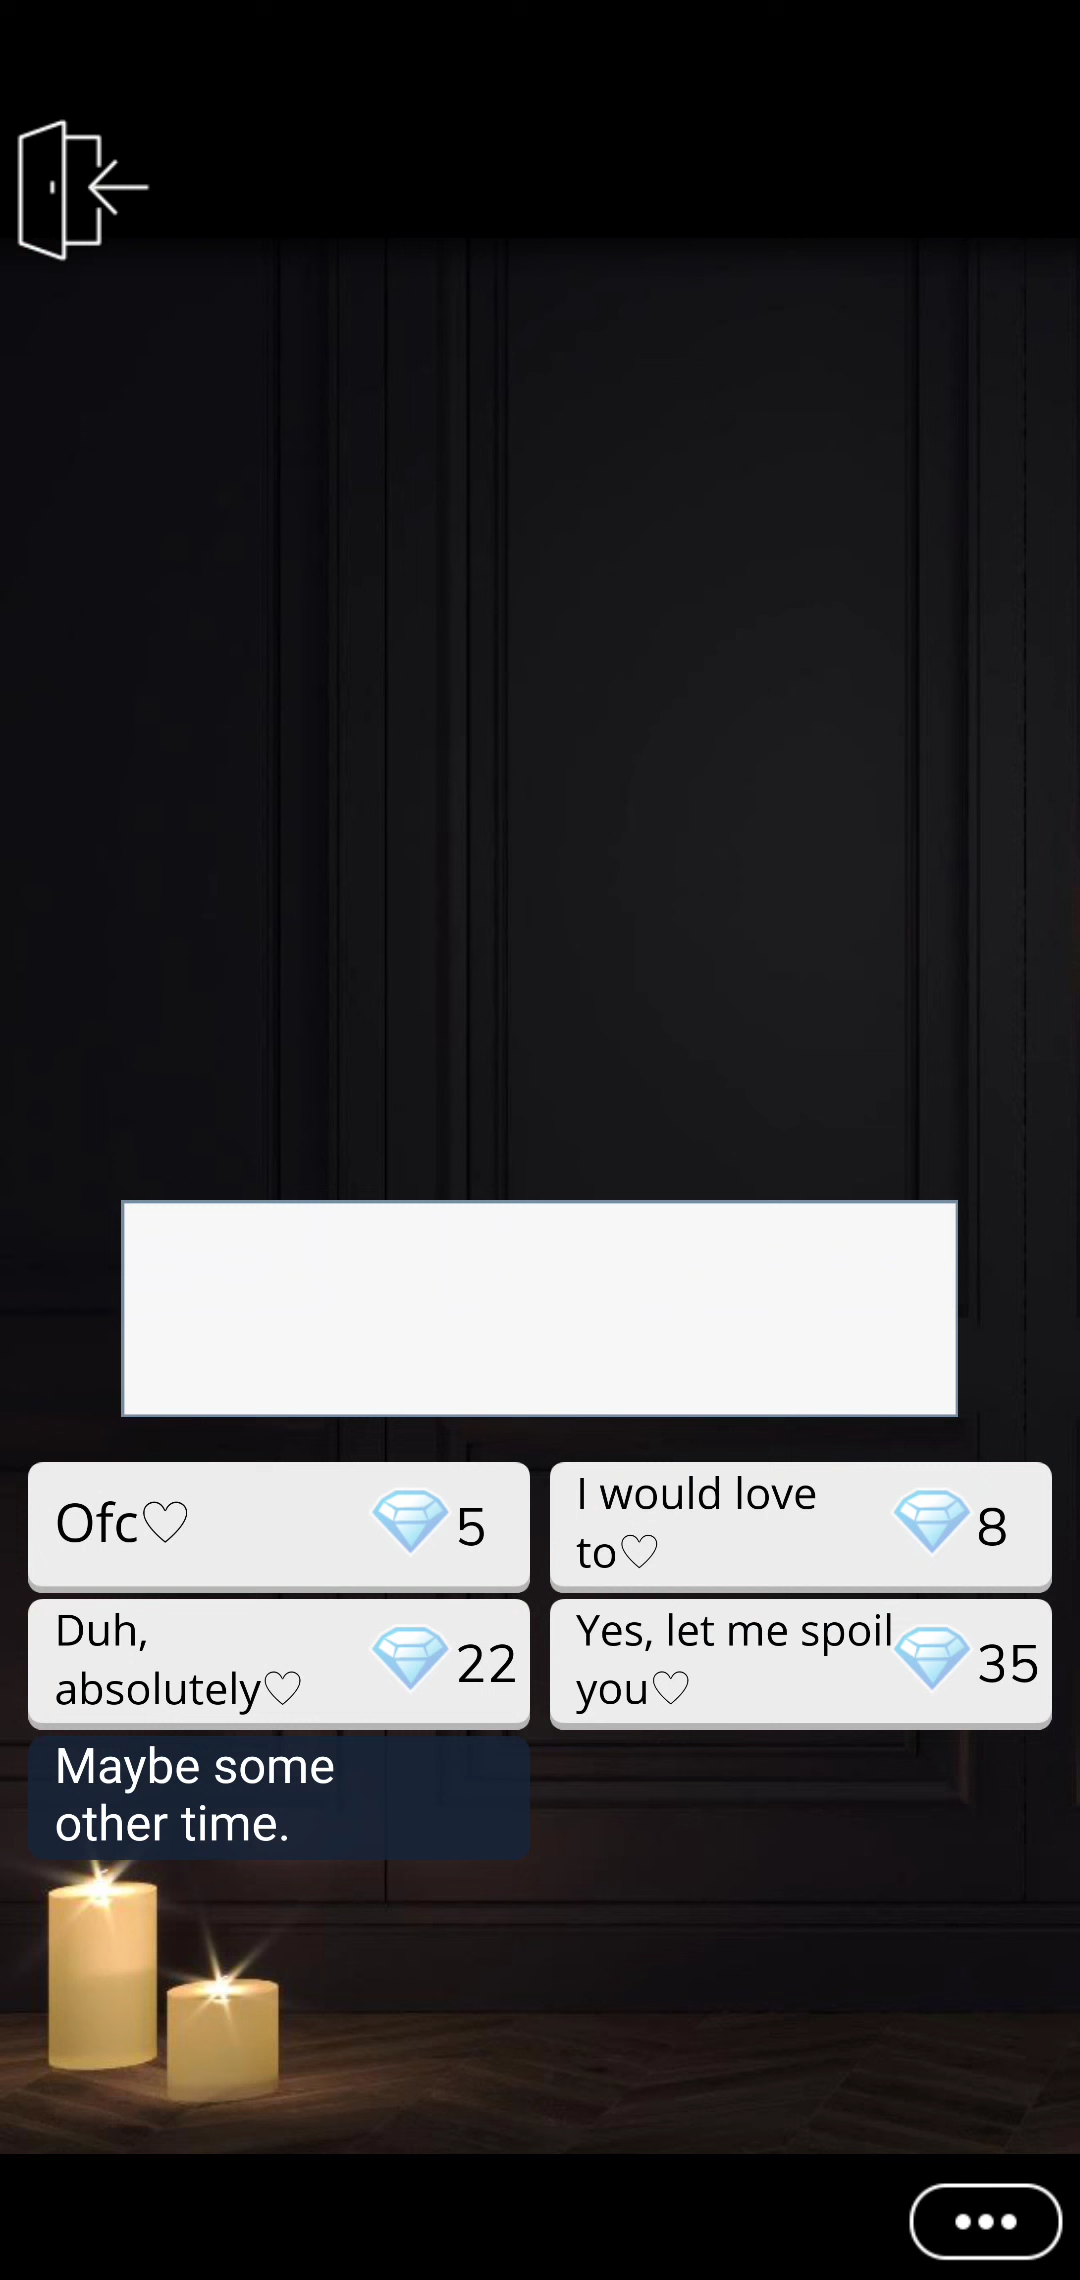 Ofc♡ 5
I would love
to♡ 8
Duh,
absolutely♡ 22
Yes, let me spoil
you♡ 35
Maybe some
other time.